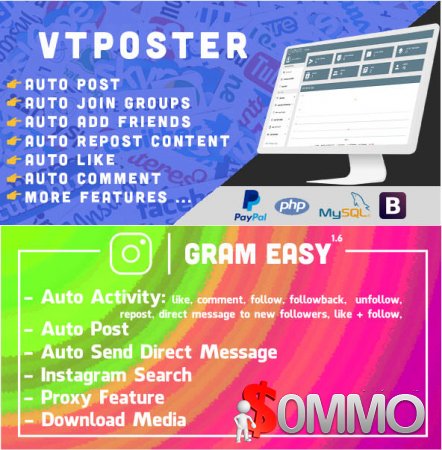 VTPOSTER
AUTO POST
AUTO JOIN GROUPS
AUTO ADD FRIENDS
AUTO REPOST CONTENT
AUTO LIKE
AUTO COMMENT
MORE FEATURES ...
PayPal
php
MySQL
B
GRAM EASY 1.6
- Auto Activity: like, comment, follow, followback, unfollow,
repost, direct message to new followers, like + follow,
- Auto Post
- Auto Send Direct Message
- Instagram Search
- Proxy Feature
- Download Media
$0MMO